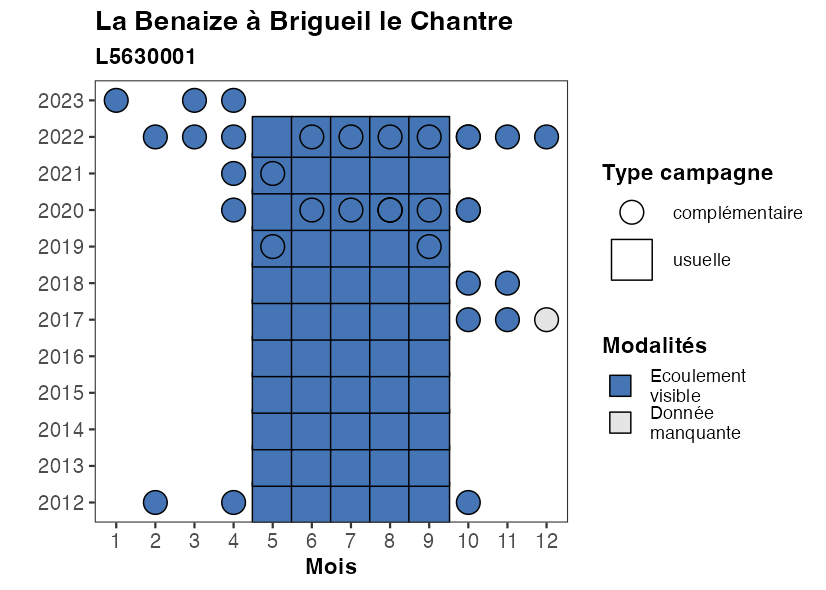 La Benaize à Brigueil le Chantre
L5630001
2023
2022
2021
2020
2019
2018
2017
2016
2015
2014
2013
2012
1 2 3 4 5 6 7 8 9 10 11 12
Mois
Type campagne
complémentaire
usuelle
Modalités
Ecoulement
visible
Donnée
manquante